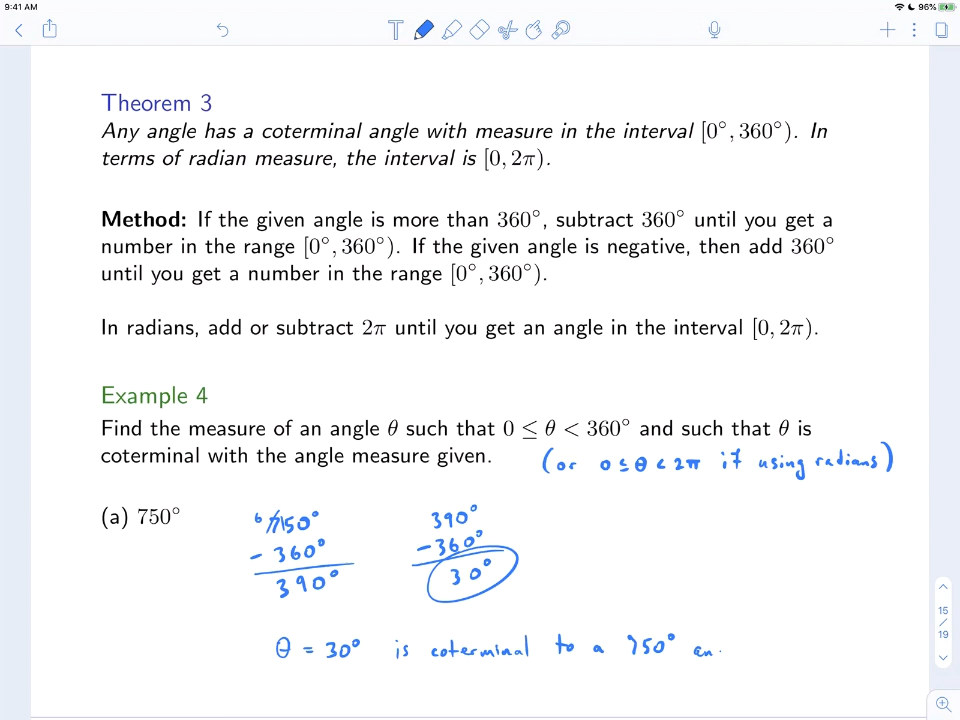 9:41 AM
96%
T
Theorem 3
Any angle has a coterminal angle with measure in the interval [0°, 360°). In
terms of radian measure, the interval is [0, 2π).
Method: If the given angle is more than 360°, subtract 360° until you get a
number in the range [0°, 360°). If the given angle is negative, then add 360°
until you get a number in the range [0°, 360°).
In radians, add or subtract 2π until you get an angle in the interval [0, 2π).
Example 4
Find the measure of an angle θ such that 0 ≤ θ < 360° and such that θ is
coterminal with the angle measure given.
(or 0 ≤ θ < 2π if using radians)
(a) 750°
6 7150°
- 360°
390°
390°
-360°
30°
θ = 30° is coterminal to a 750° an
15
/
19